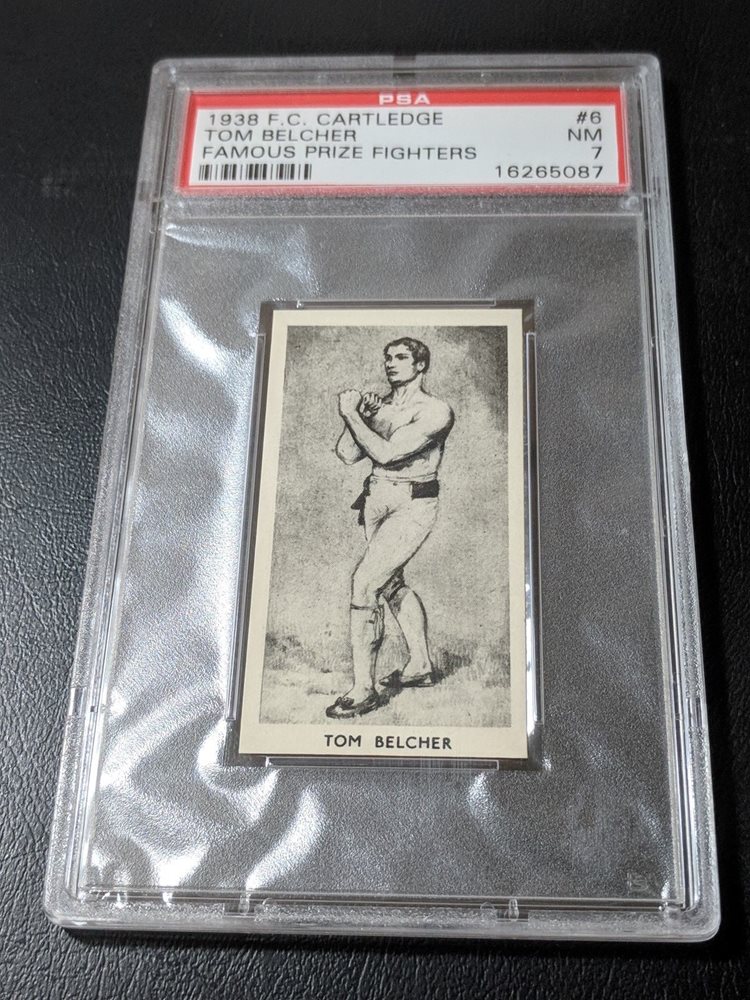 PSA
1938 F.C. CARTLEDGE #6
TOM BELCHER NM
FAMOUS PRIZE FIGHTERS 7
16265087
TOM BELCHER